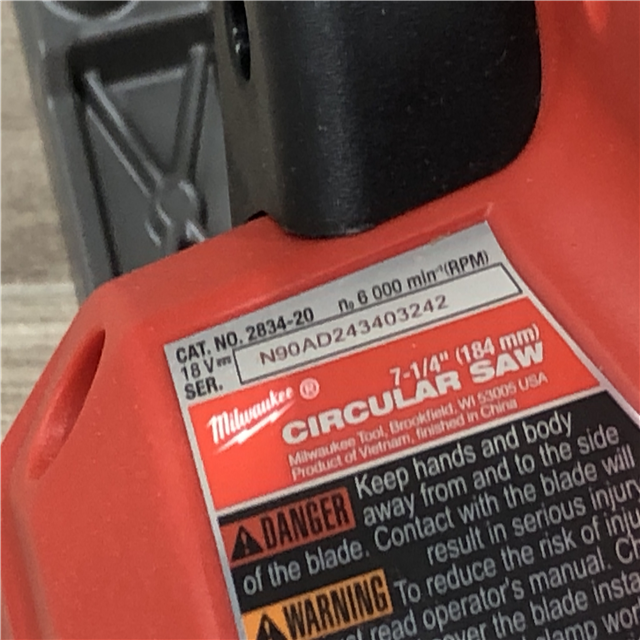 CAT. NO. 2834-20 n₀ 6 000 min⁻¹(RPM)
18 V⎓
SER. N90AD243403242
Milwaukee®
7-1/4" (184 mm)
CIRCULAR SAW
Milwaukee Tool, Brookfield, WI 53005 USA
Product of Vietnam, finished in China
DANGER Keep hands and body
away from and to the side
of the blade. Contact with the blade will
result in serious injury
WARNING To reduce the risk of
read operator's manual.
the blade